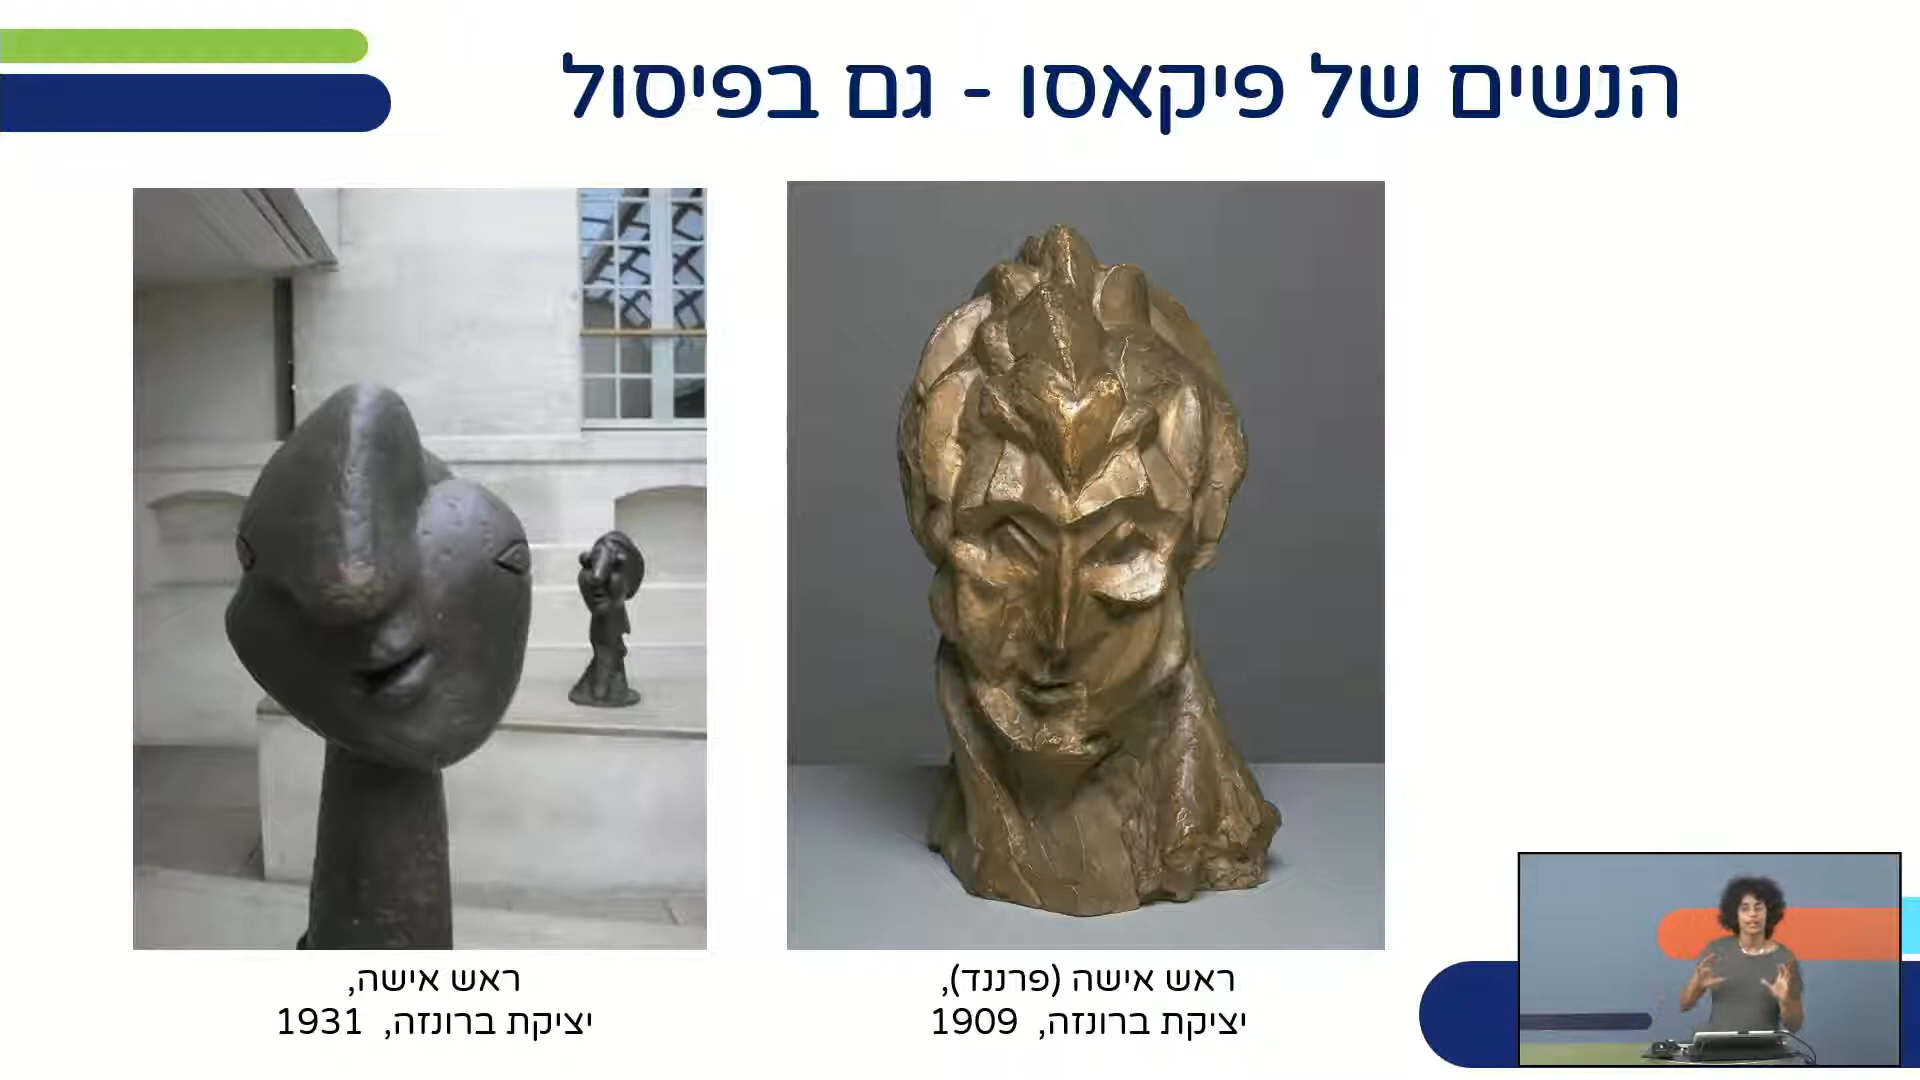 הנשים של פיקאסו - גם בפיסול
ראש אישה (פרננד),
יציקת ברונזה, 1909
ראש אישה,
יציקת ברונזה, 1931